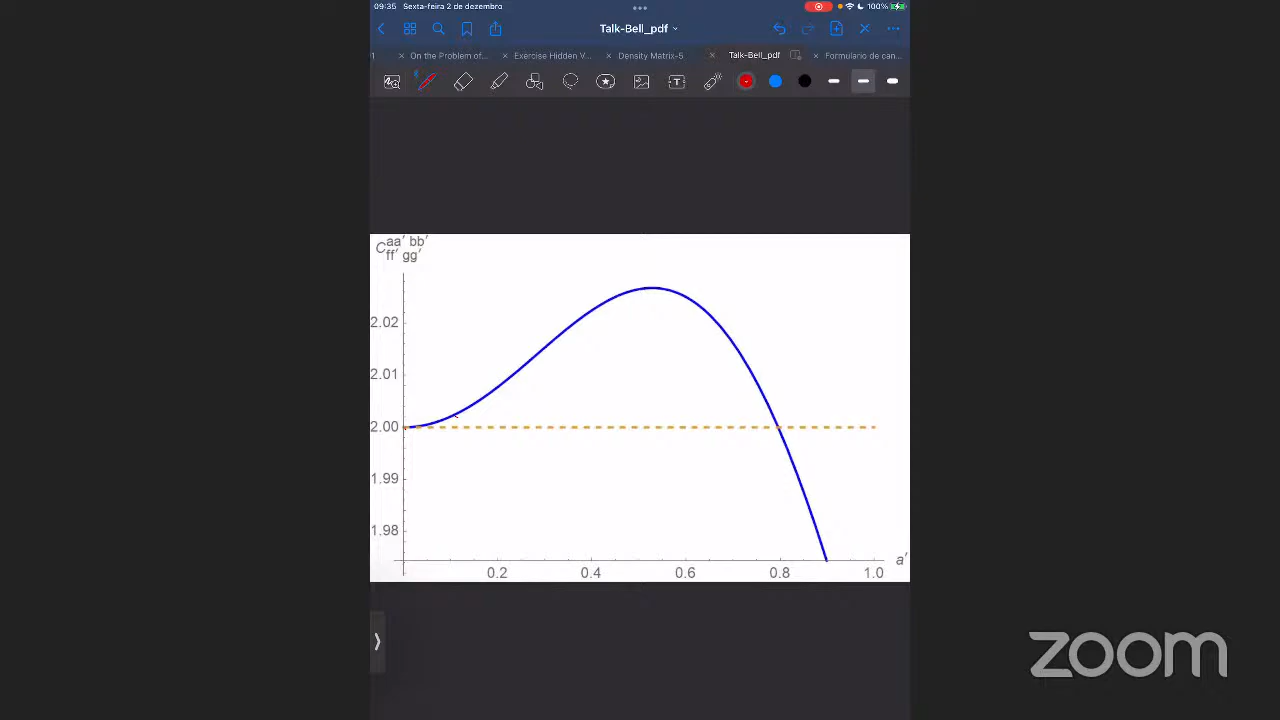 09:35 Sexta-feira 2 de dezembro
100%
Talk-Bell_pdf
On the Problem of...
Exercise Hidden V...
Density Matrix-5
Talk-Bell_pdf
Formulario de can...
T
C aa′ bb′
ff′ gg′
2.02
2.01
2.00
1.99
1.98
0.2 0.4 0.6 0.8 1.0 a′
zoom